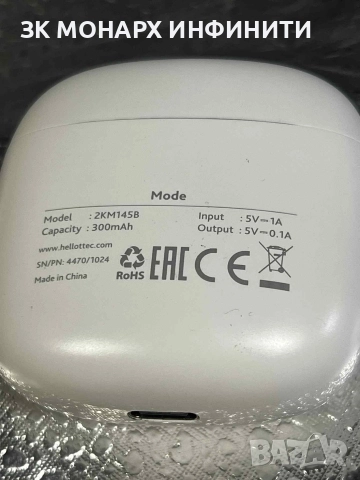 ЗК МОНАРХ ИНФИНИТИ
Mode
Model : 2KM145B
Capacity : 300mAh
Input : 5V⎓1A
Output : 5V⎓0.1A
www.hellottec.com
SN/PN: 4470/1024
Made in China
RoHS
EAC CE
BAZAR